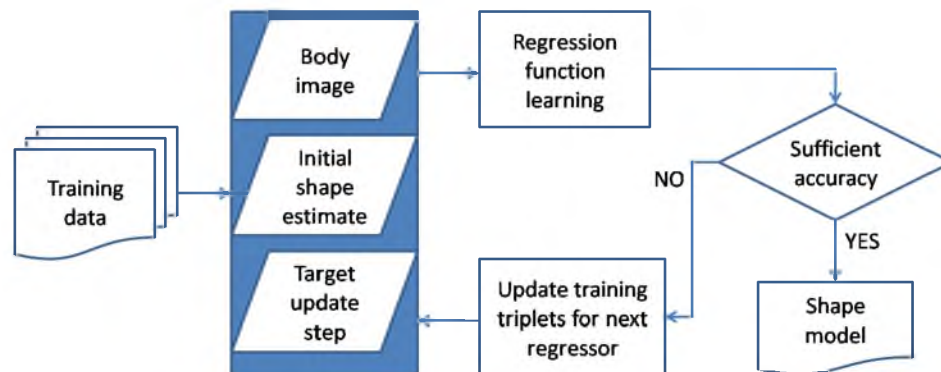 Training
data
Body
image
Initial
shape
estimate
Target
update
step
Regression
function
learning
Sufficient
accuracy
NO
YES
Update training
triplets for next
regressor
Shape
model